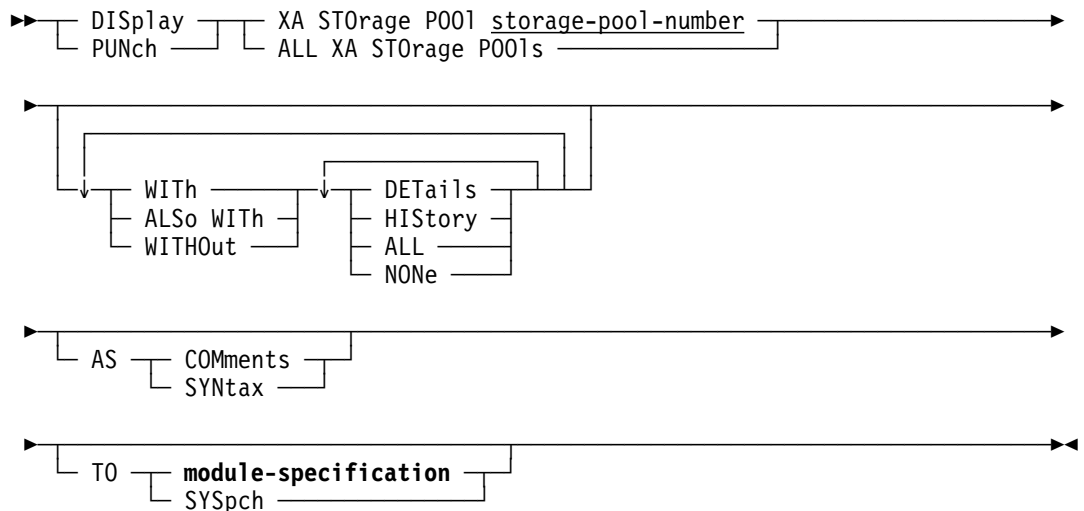 DISplay XA STOrage POOl storage-pool-number
PUNch ALL XA STOrage POOls
WITh DETails
ALSo WITh HIStory
WITHOut ALL
NONe
AS COMments
SYNtax
TO module-specification
SYSpch